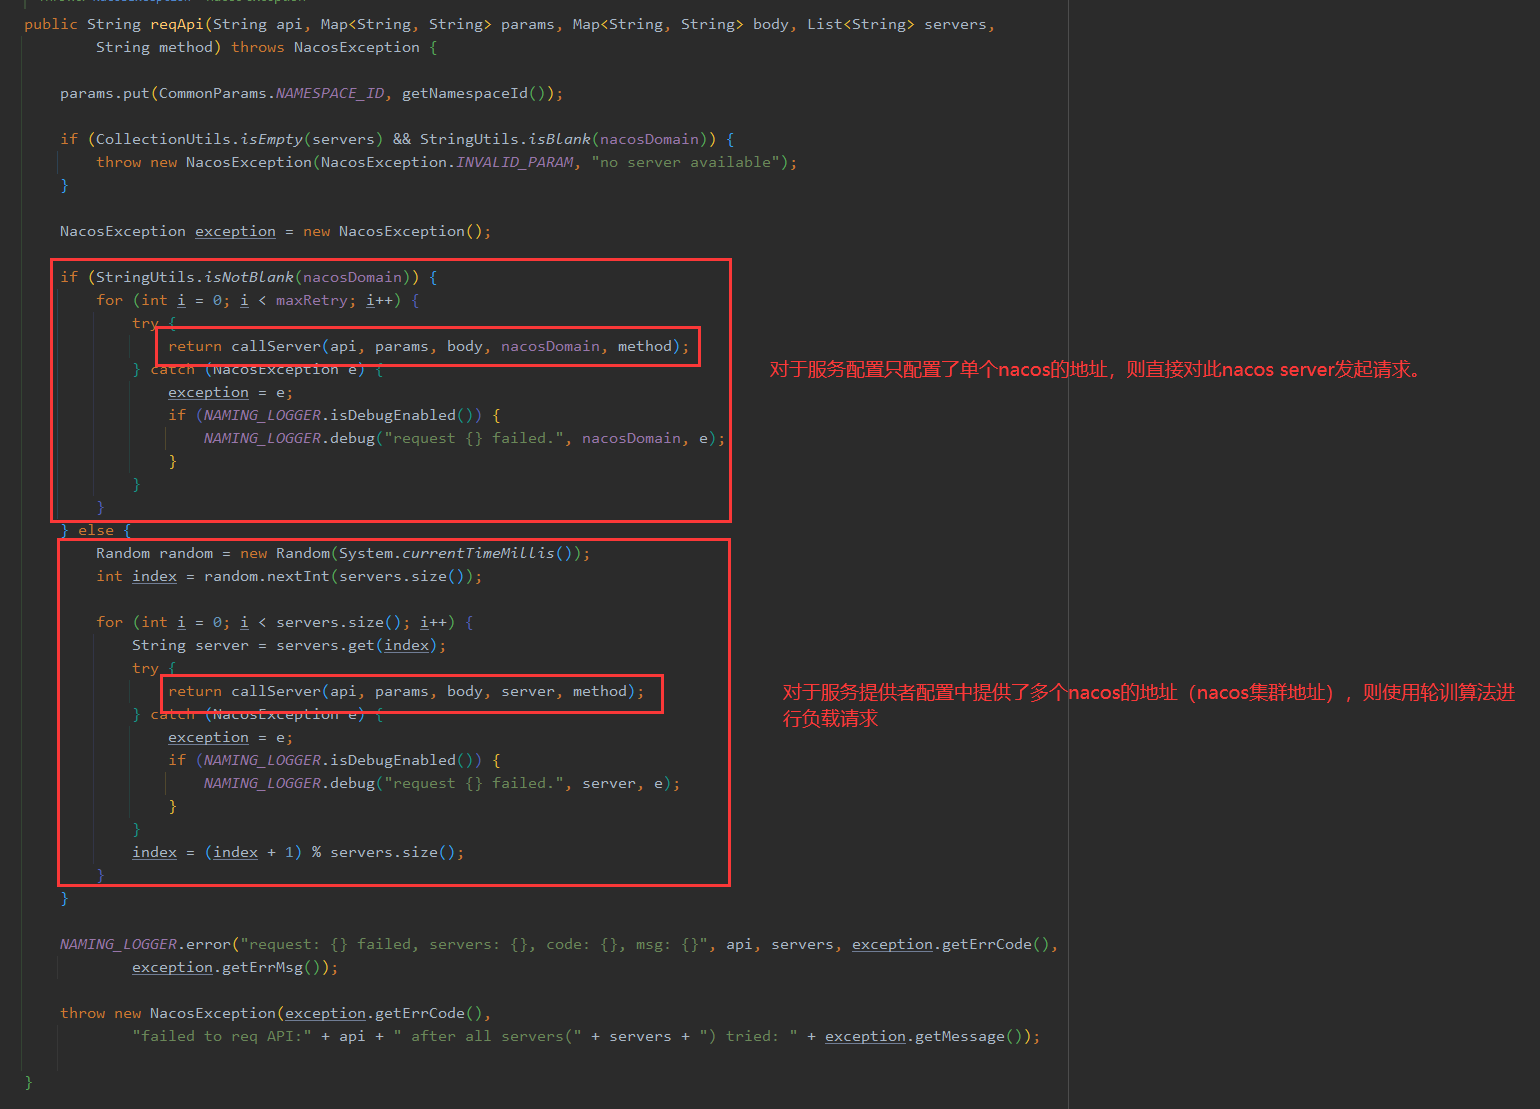 public String reqApi(String api, Map<String, String> params, Map<String, String> body, List<String> servers,
String method) throws NacosException {
params.put(CommonParams.NAMESPACE_ID, getNamespaceId());
if (CollectionUtils.isEmpty(servers) && StringUtils.isBlank(nacosDomain)) {
throw new NacosException(NacosException.INVALID_PARAM, "no server available");
}
NacosException exception = new NacosException();
if (StringUtils.isNotBlank(nacosDomain)) {
for (int i = 0; i < maxRetry; i++) {
try {
return callServer(api, params, body, nacosDomain, method);
} catch (NacosException e) {
对于服务配置只配置了单个nacos的地址，则直接对此nacos server发起请求。
exception = e;
if (NAMING_LOGGER.isDebugEnabled()) {
NAMING_LOGGER.debug("request {} failed.", nacosDomain, e);
}
}
}
} else {
Random random = new Random(System.currentTimeMillis());
int index = random.nextInt(servers.size());
for (int i = 0; i < servers.size(); i++) {
String server = servers.get(index);
try {
return callServer(api, params, body, server, method);
对于服务提供者配置中提供了多个nacos的地址（nacos集群地址），则使用轮训算法进
行负载请求
} catch (NacosException e) {
exception = e;
if (NAMING_LOGGER.isDebugEnabled()) {
NAMING_LOGGER.debug("request {} failed.", server, e);
}
}
index = (index + 1) % servers.size();
}
}
NAMING_LOGGER.error("request: {} failed, servers: {}, code: {}, msg: {}", api, servers, exception.getErrCode(),
exception.getErrMsg());
throw new NacosException(exception.getErrCode(),
"failed to req API:" + api + " after all servers(" + servers + ") tried: " + exception.getMessage());
}